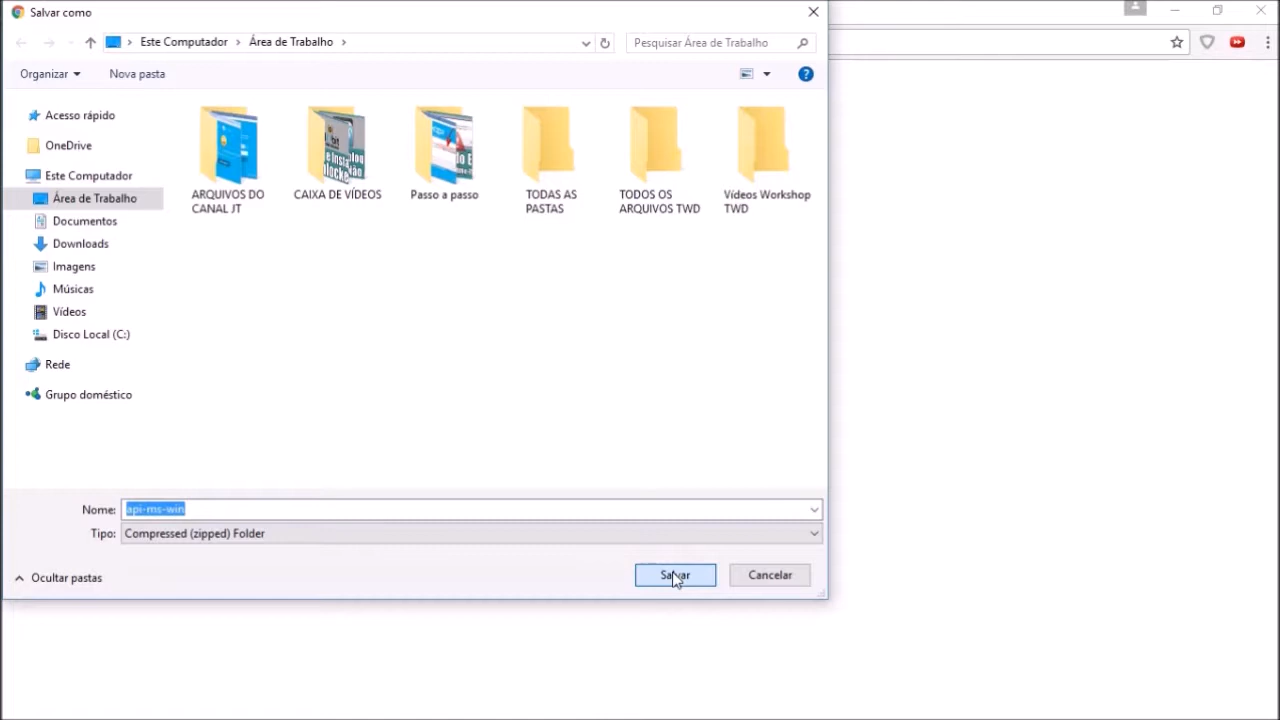 Salvar como
Este Computador > Área de Trabalho >
Pesquisar Área de Trabalho
Organizar
Nova pasta
?
Acesso rápido
OneDrive
Este Computador
Área de Trabalho
Documentos
Downloads
Imagens
Músicas
Vídeos
Disco Local (C:)
Rede
Grupo doméstico
ARQUIVOS DO
CANAL JT
CAIXA DE VÍDEOS
Passo a passo
TODAS AS
PASTAS
TODOS OS
ARQUIVOS TWD
Vídeos Workshop
TWD
Nome: api-ms-win
Tipo: Compressed (zipped) Folder
Ocultar pastas
Salvar
Cancelar